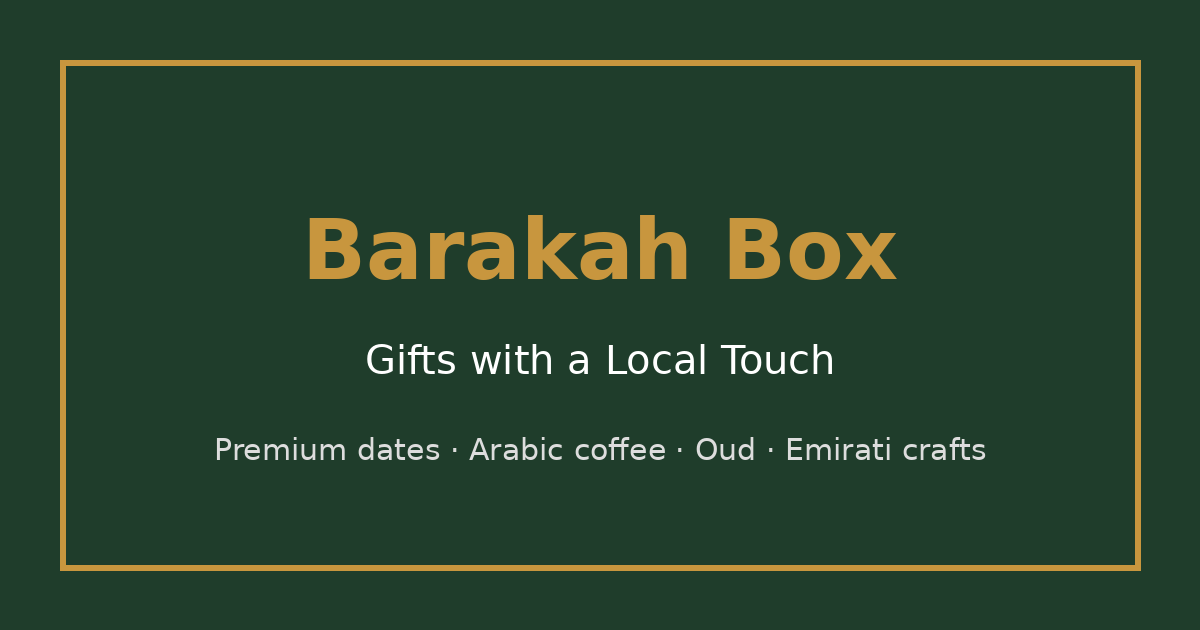 Barakah Box
Gifts with a Local Touch
Premium dates · Arabic coffee · Oud · Emirati crafts